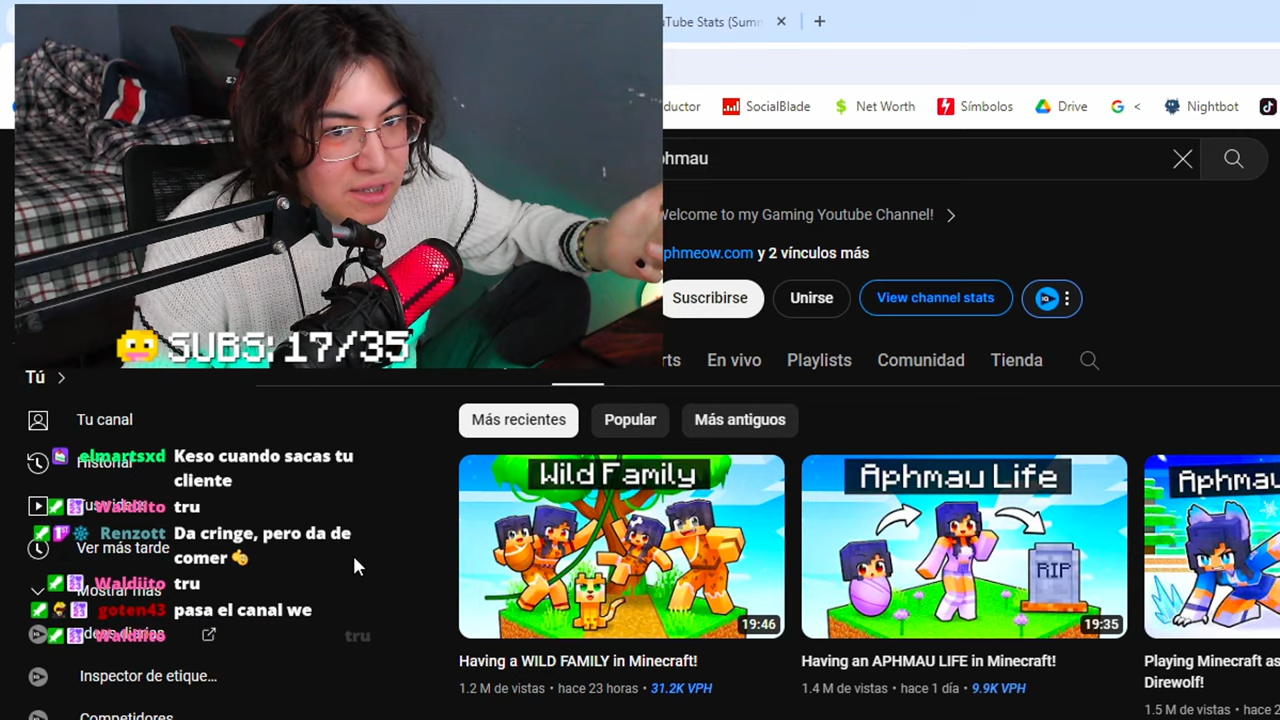 uTube Stats (Sum
ductor
SocialBlade
Net Worth
Símbolos
Drive
G <
Nightbot
phmau
Welcome to my Gaming Youtube Channel!
phmeow.com y 2 vínculos más
Suscribirse
Unirse
View channel stats
SUBS: 17/35
rts
En vivo
Playlists
Comunidad
Tienda
Tú
Tu canal
Más recientes
Popular
Más antiguos
elmartsxd Keso cuando sacas tu
cliente
Historial
Waldiito tru
Renzott Da cringe, pero da de
comer
Ver más tarde
Waldiito tru
Mostrar más
goten43 pasa el canal we
Waldiito tru
Inspector de etique...
Competidores
Wild Family
19:46
Having a WILD FAMILY in Minecraft!
1.2 M de vistas • hace 23 horas • 31.2K VPH
Aphmau Life
RIP
19:35
Having an APHMAU LIFE in Minecraft!
1.4 M de vistas • hace 1 día • 9.9K VPH
Aphmau
Playing Minecraft as
Direwolf!
1.5 M de vistas • hace 2